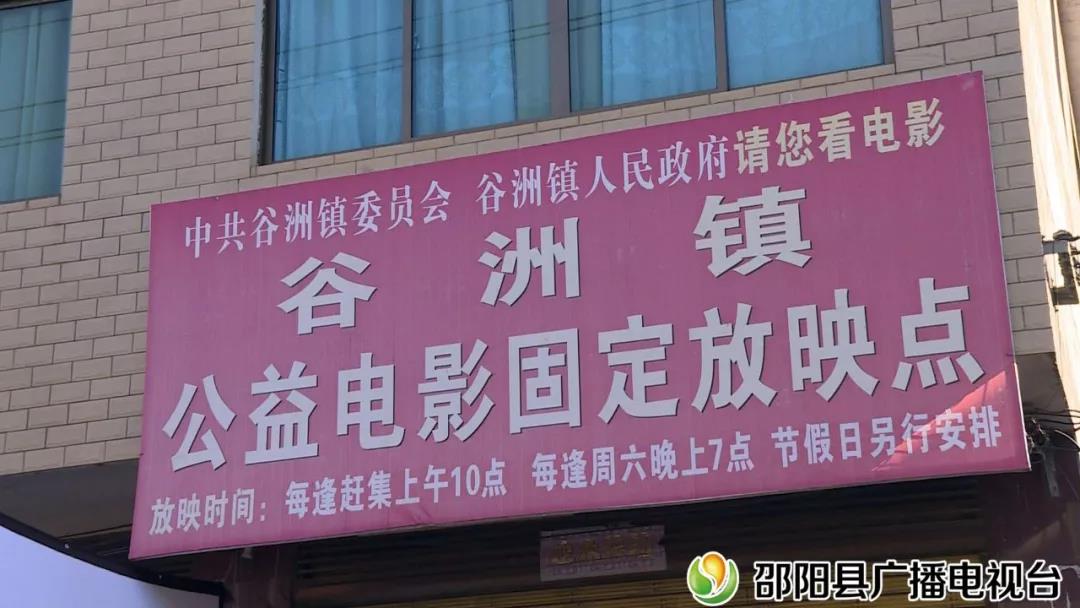 中共谷洲镇委员会 谷洲镇人民政府请您看电影
谷洲镇
公益电影固定放映点
放映时间：每逢赶集上午10点 每逢周六晚上7点 节假日另行安排
邵阳县广播电视台